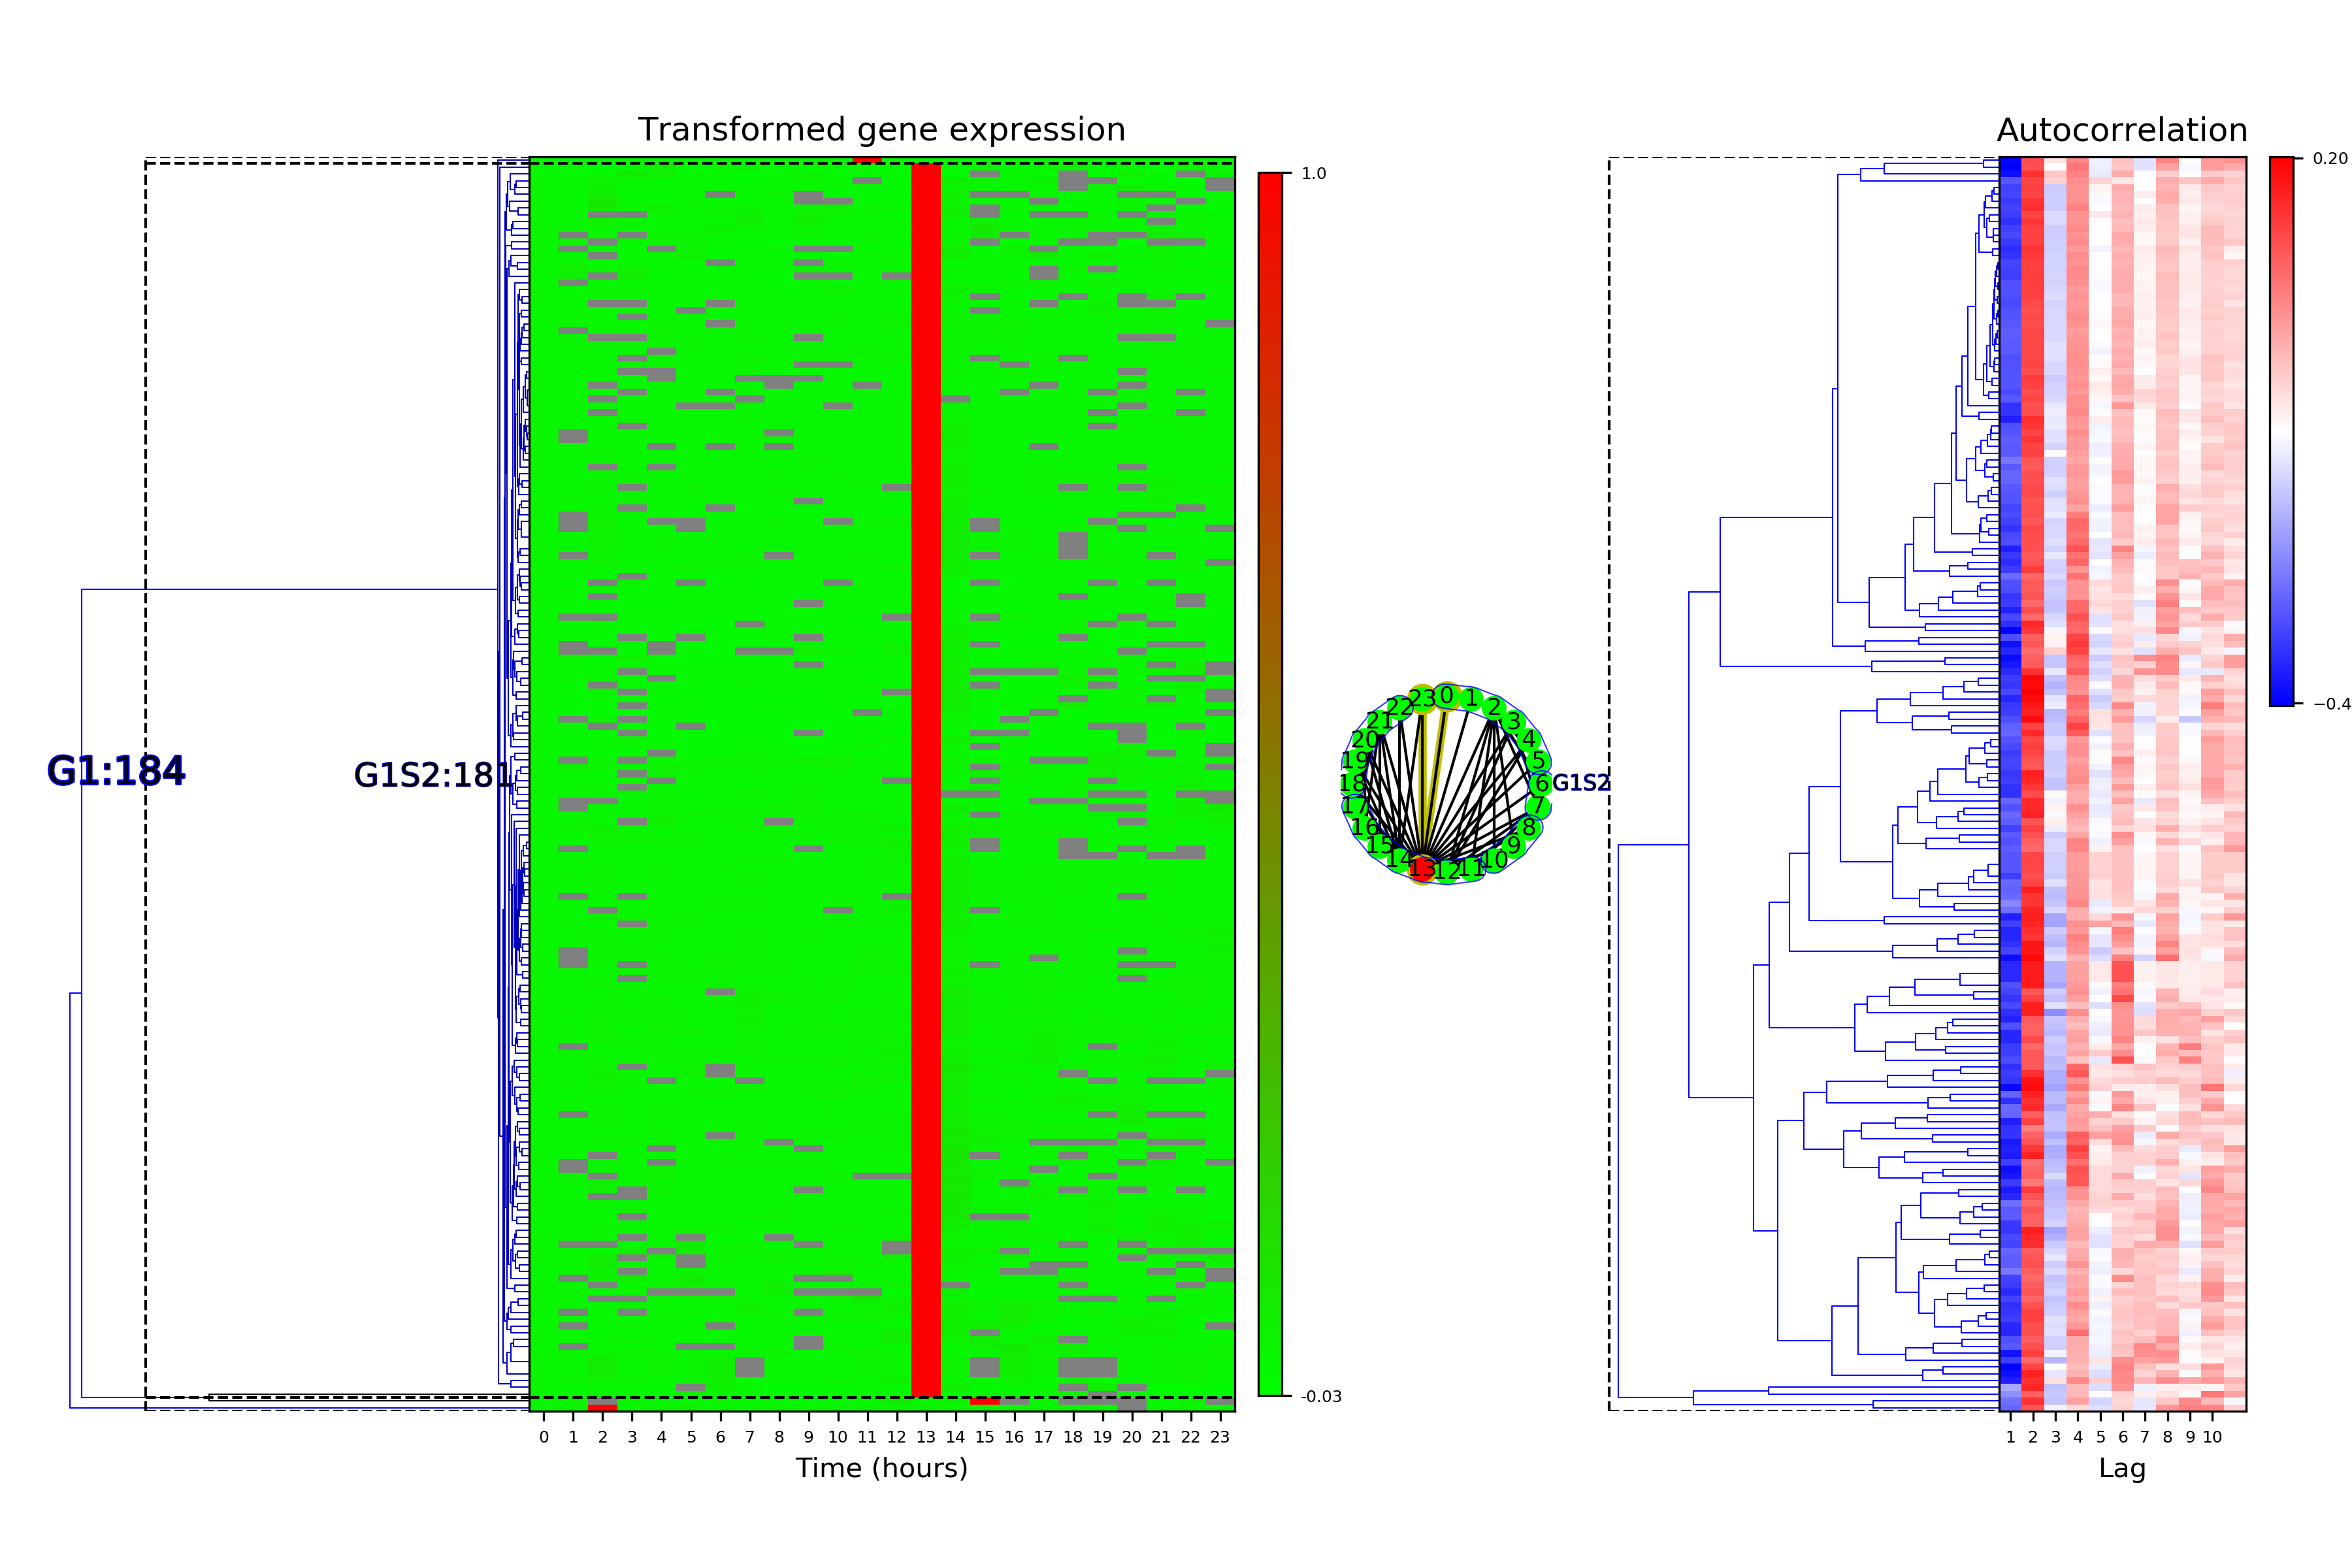 Transformed gene expression
Autocorrelation
1.0
-0.03
0.20
−0.4
G1:184
G1S2:181
23 0 1 2 3 4 5 6 7 8 9 10 11 12 13 14 15 16 17 18 19 20 21 22
G1S2
0 1 2 3 4 5 6 7 8 9 10 11 12 13 14 15 16 17 18 19 20 21 22 23
Time (hours)
1 2 3 4 5 6 7 8 9 10
Lag